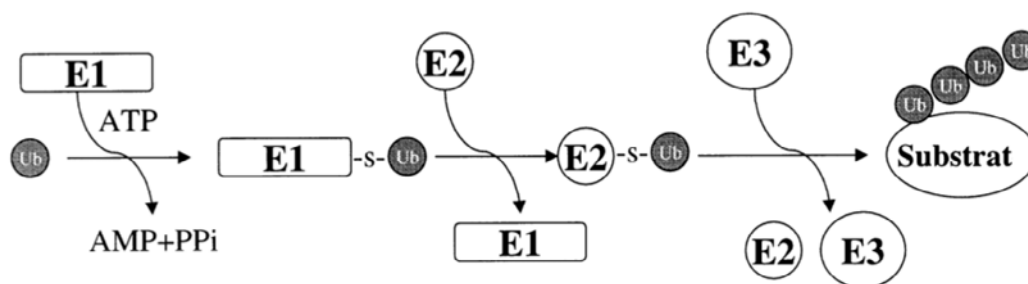 E1
ATP
Ub
AMP+PPi
E1 -s- Ub
E2
E1
E2 -s- Ub
E3
E2
E3
Ub
Ub
Ub
Ub
Substrat